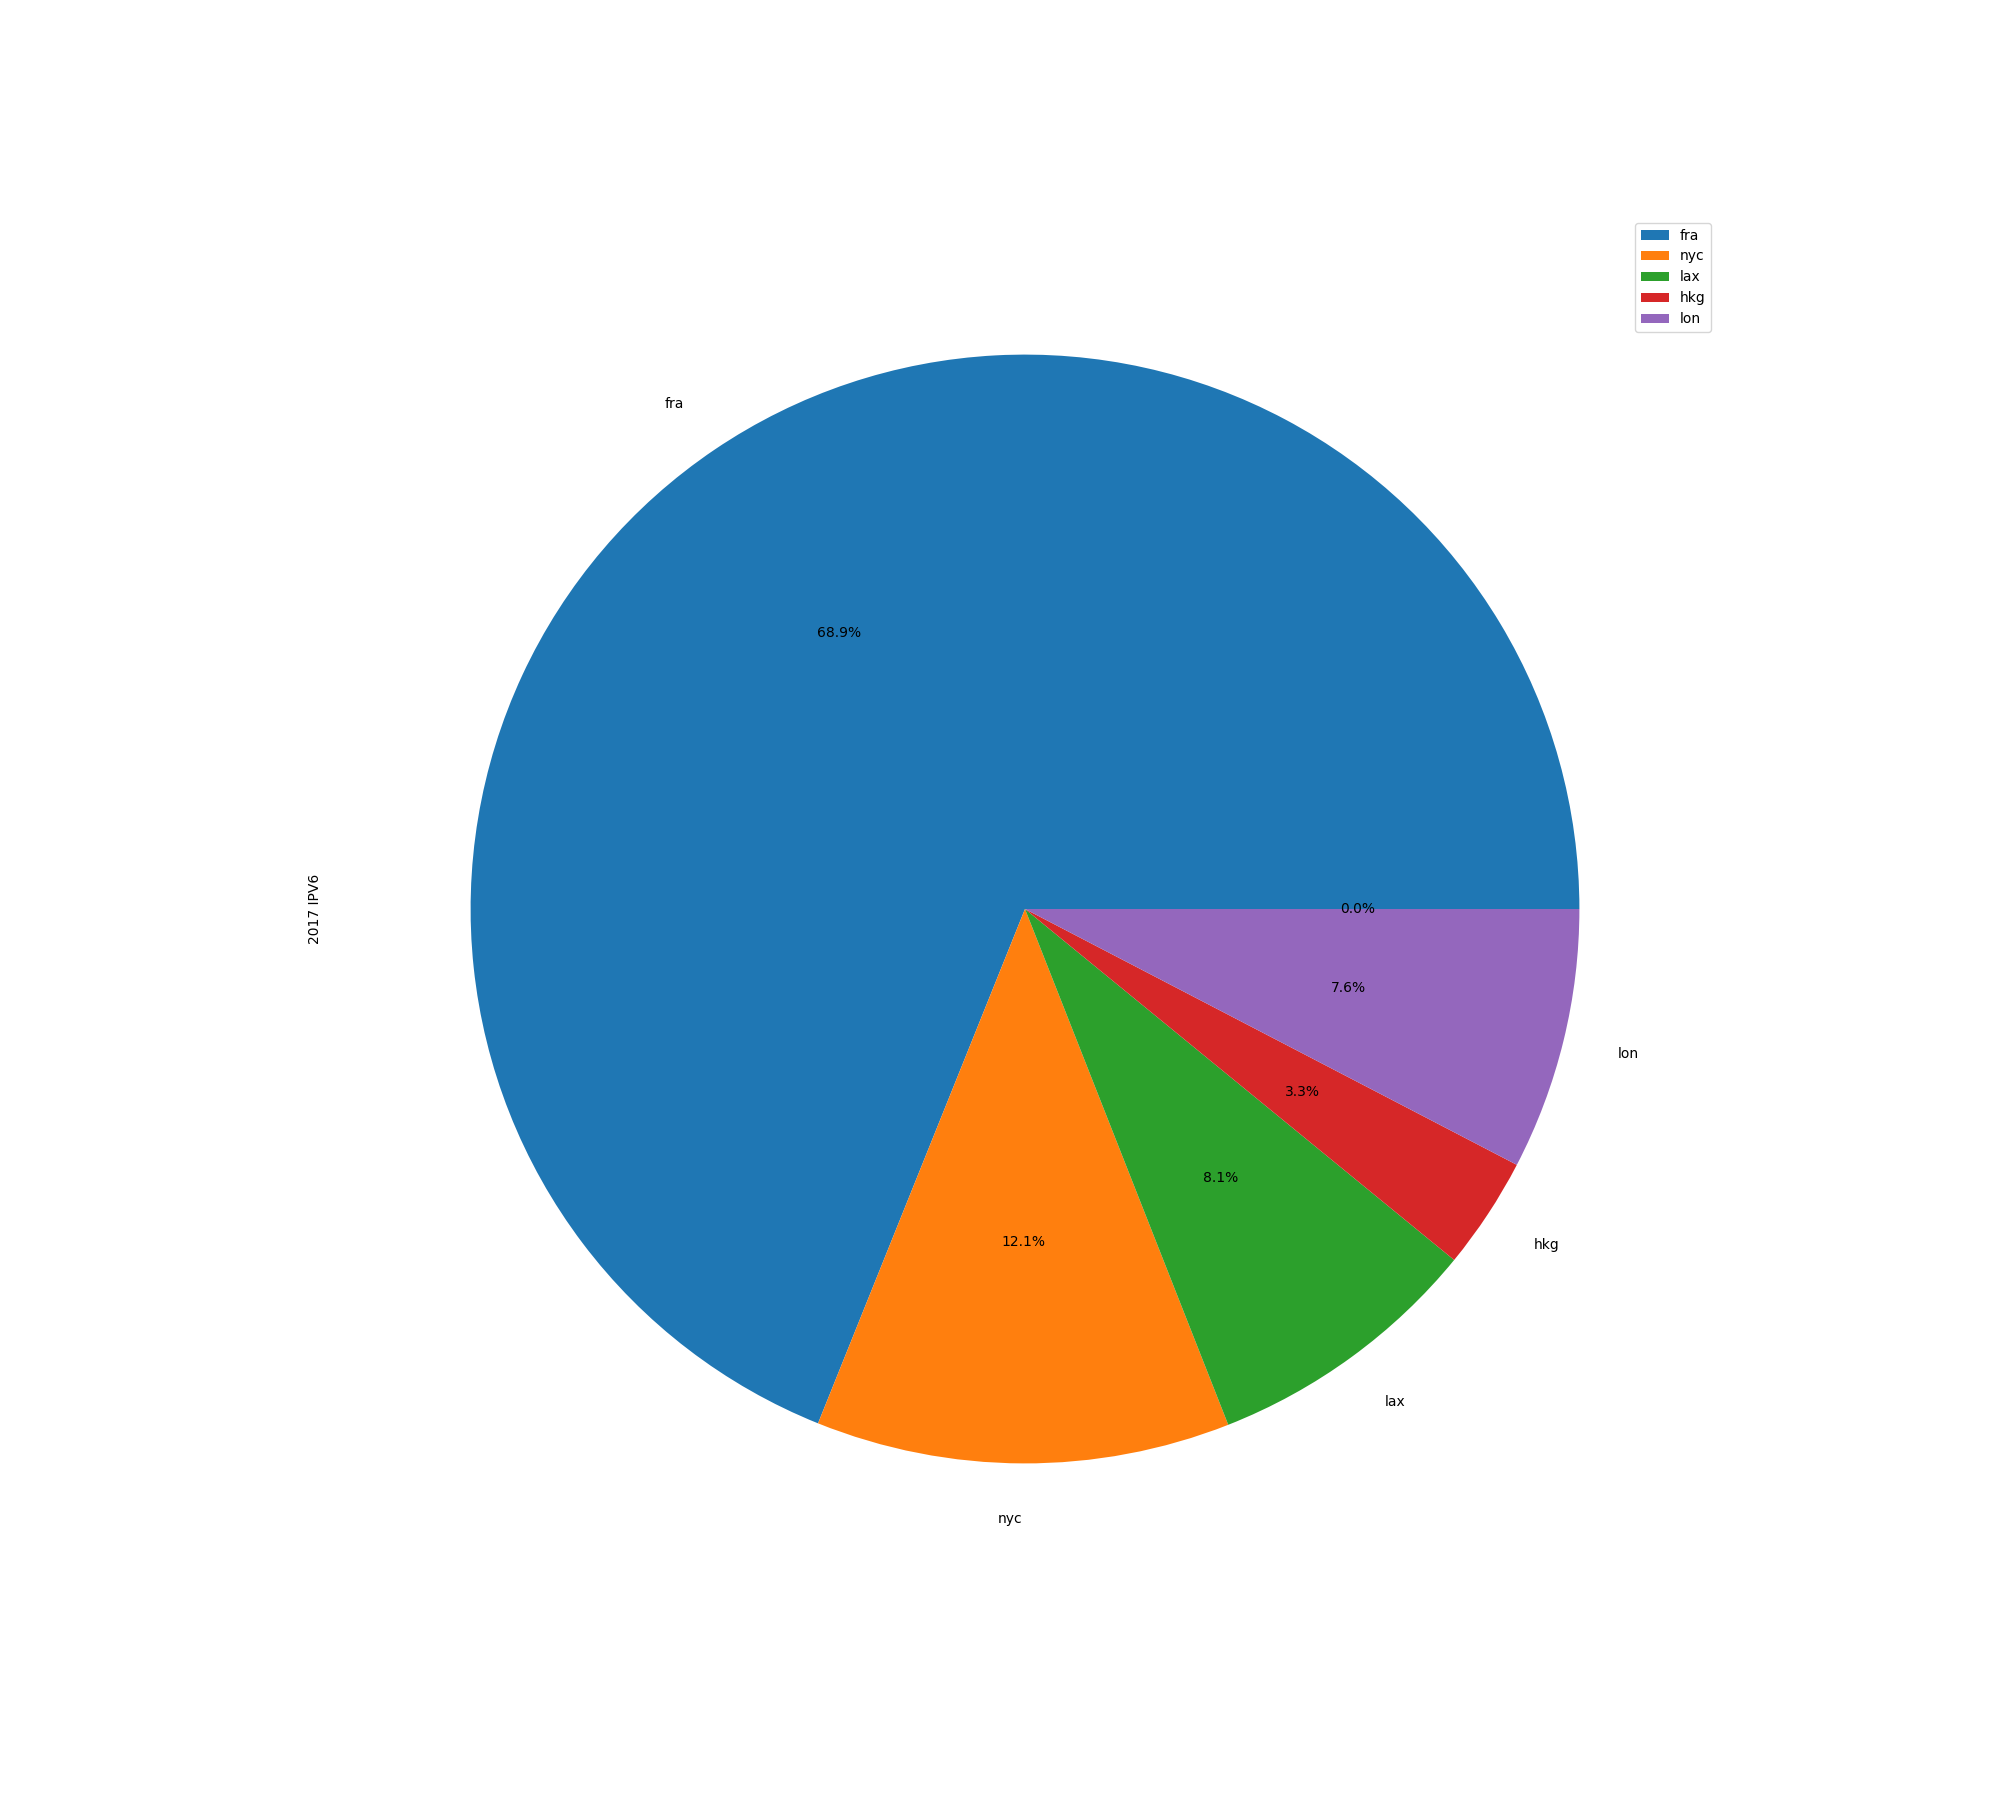 fra
nyc
lax
hkg
lon
fra
68.9%
2017 IPV6
0.0%
7.6%
lon
3.3%
hkg
8.1%
12.1%
lax
nyc